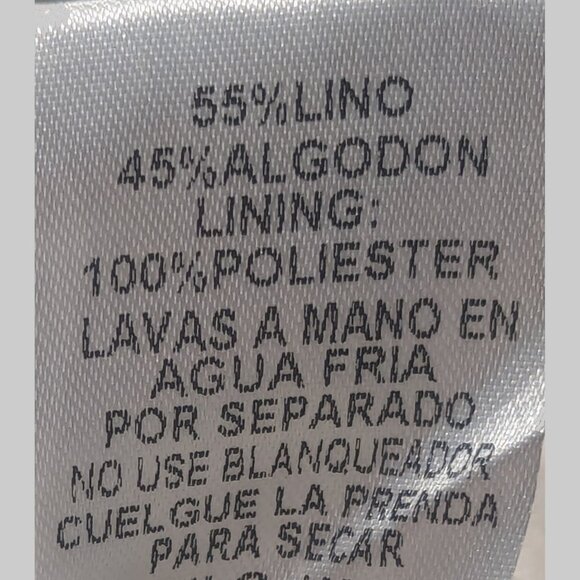 55%LINO
45%ALGODON
LINING:
100%POLIESTER
LAVAS A MANO EN
AGUA FRIA
POR SEPARADO
NO USE BLANQUEADOR
CUELGUE LA PRENDA
PARA SECAR